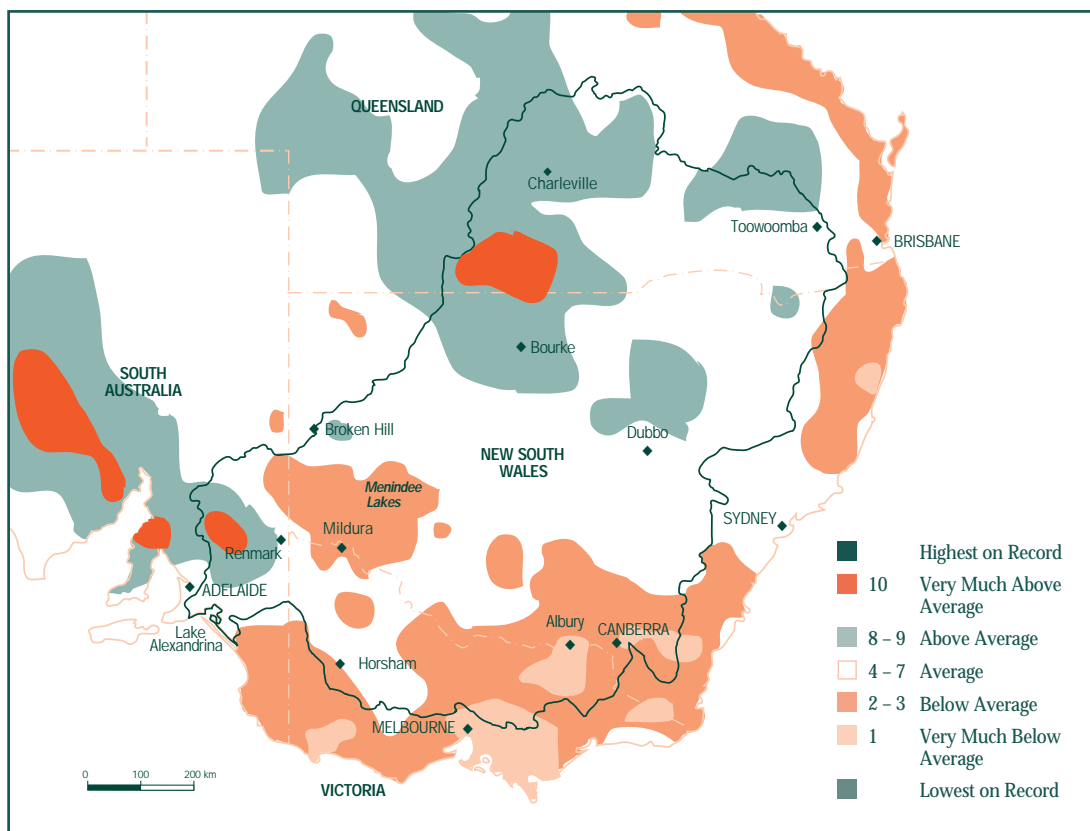 QUEENSLAND
Charleville
Toowoomba
BRISBANE
Bourke
SOUTH
AUSTRALIA
Broken Hill
Dubbo
NEW SOUTH
WALES
Menindee
Lakes
SYDNEY
Mildura
Renmark
ADELAIDE
Lake
Alexandrina
Albury
CANBERRA
Horsham
MELBOURNE
VICTORIA
0 100 200 km
Highest on Record
10 Very Much Above
Average
8 – 9 Above Average
4 – 7 Average
2 – 3 Below Average
1 Very Much Below
Average
Lowest on Record